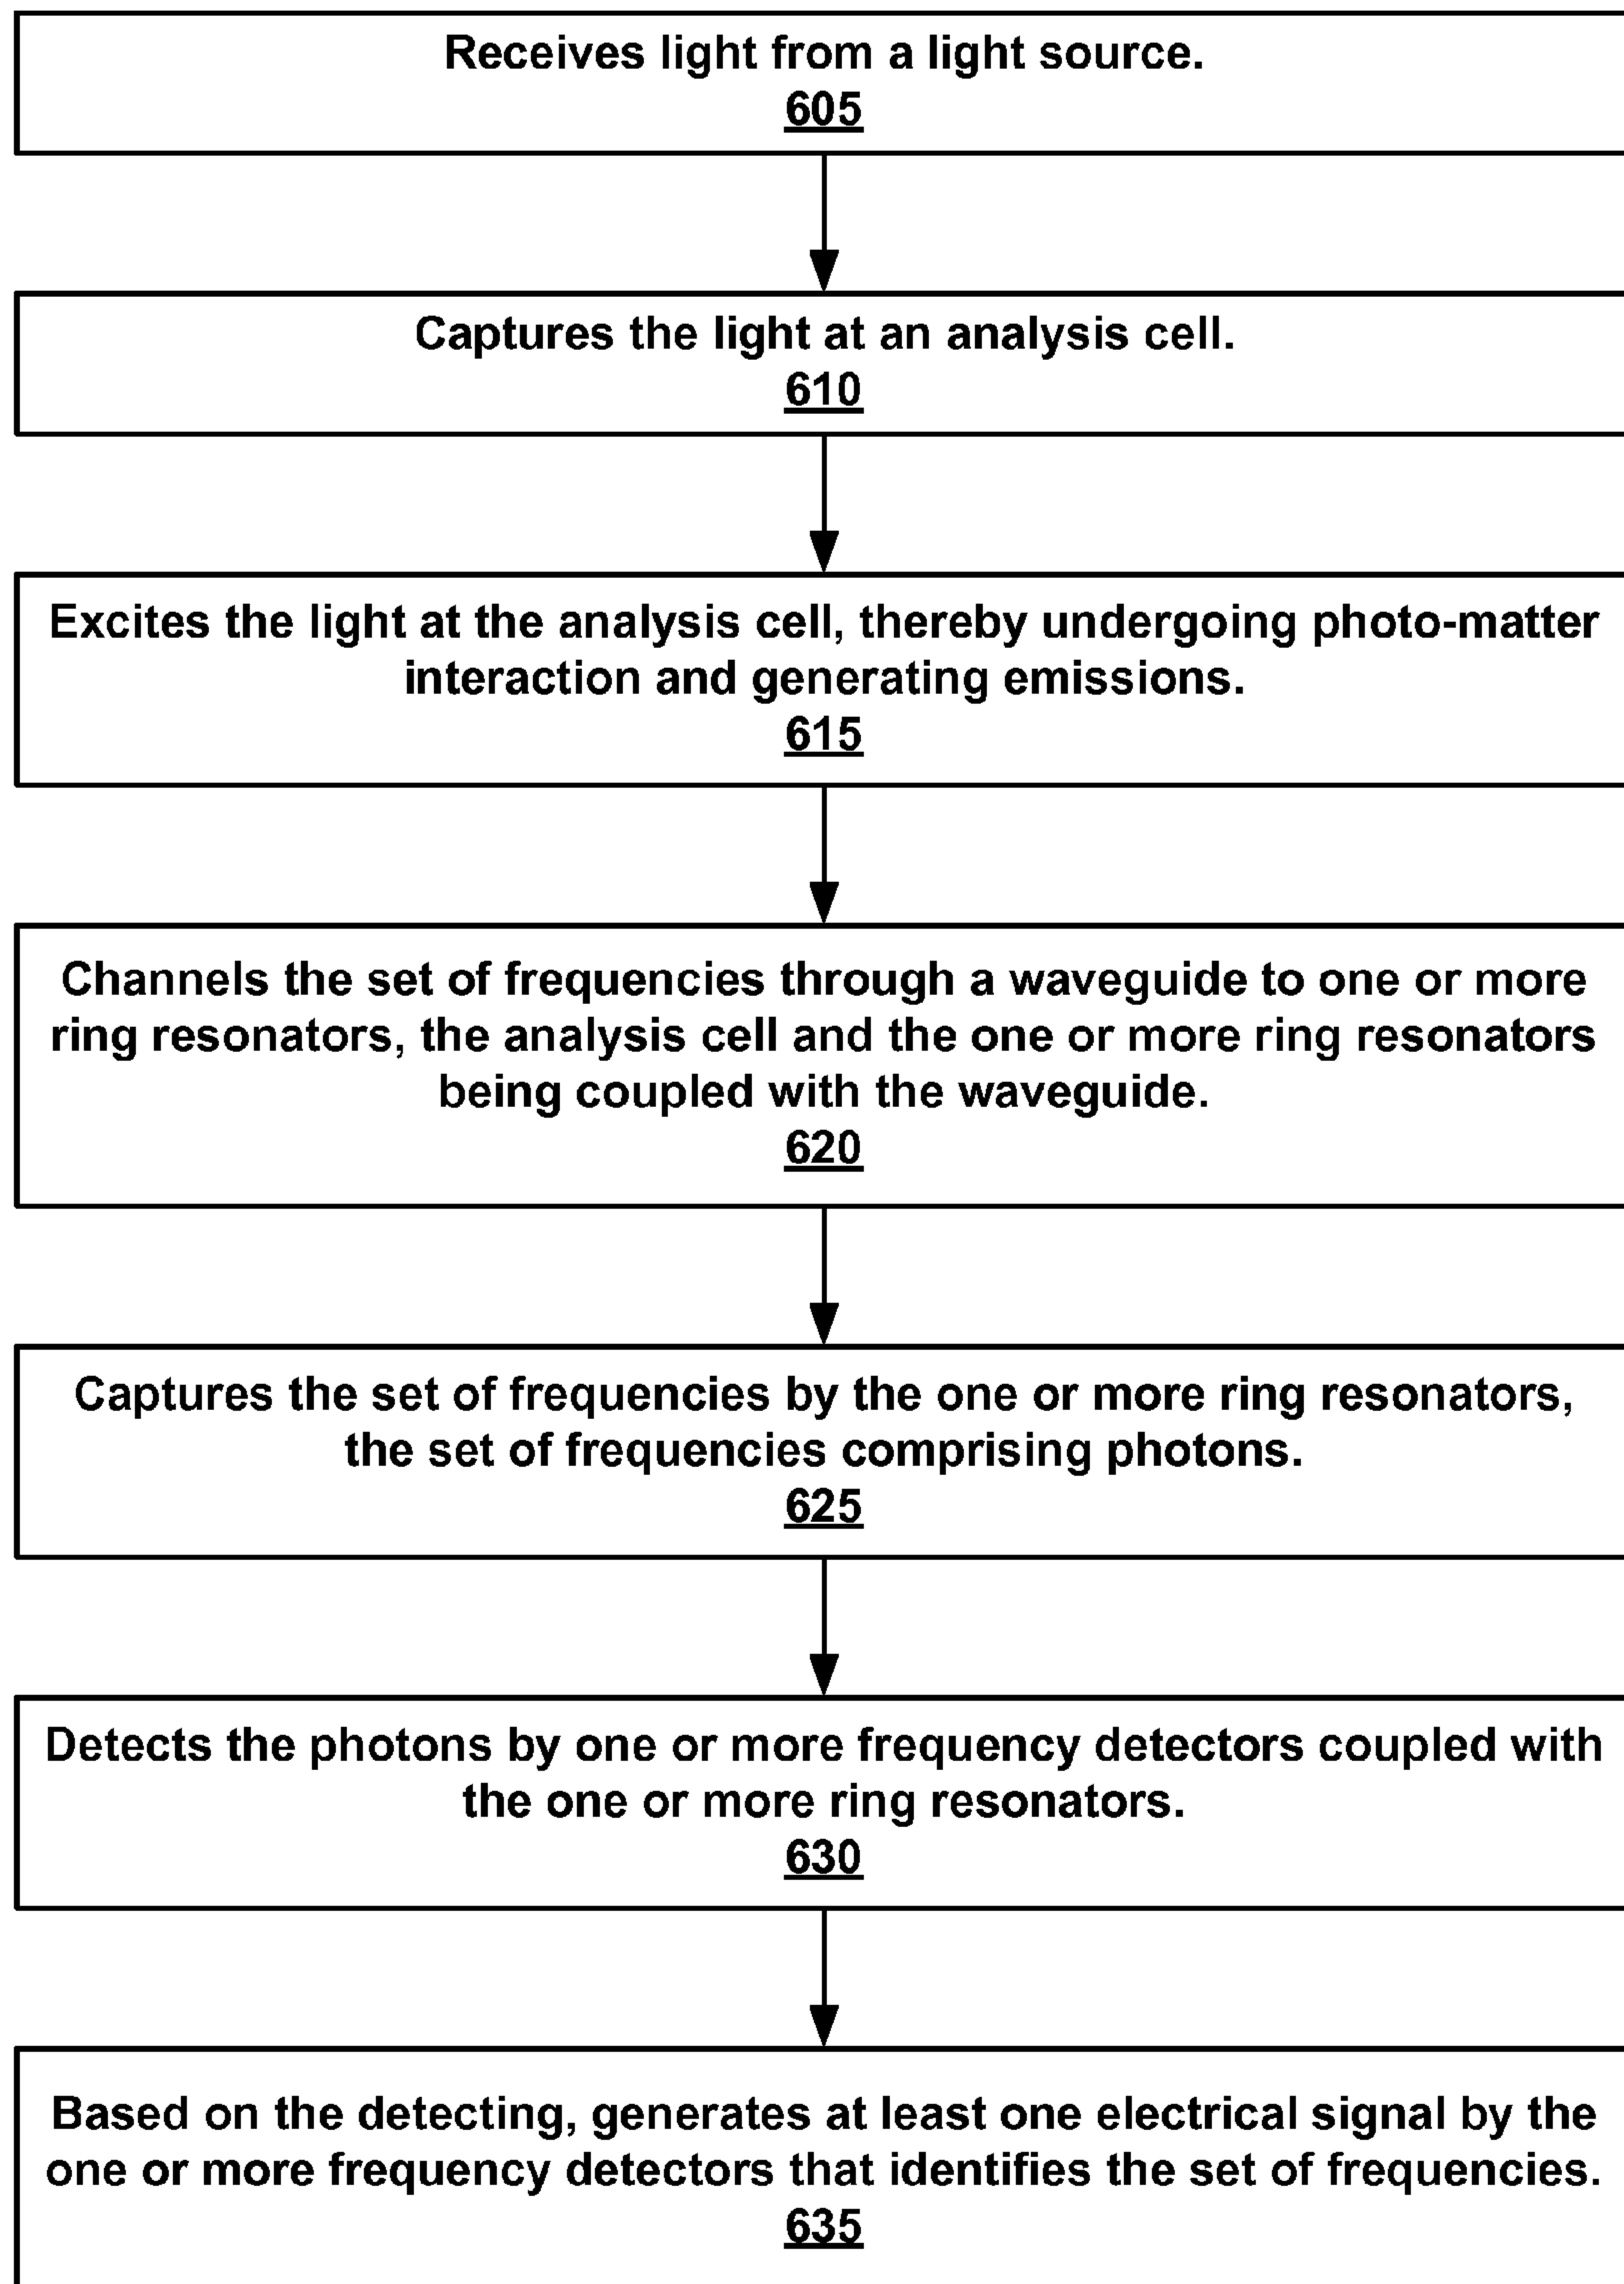 Receives light from a light source.
605
Captures the light at an analysis cell.
610
Excites the light at the analysis cell, thereby undergoing photo-matter
interaction and generating emissions.
615
Channels the set of frequencies through a waveguide to one or more
ring resonators, the analysis cell and the one or more ring resonators
being coupled with the waveguide.
620
Captures the set of frequencies by the one or more ring resonators,
the set of frequencies comprising photons.
625
Detects the photons by one or more frequency detectors coupled with
the one or more ring resonators.
630
Based on the detecting, generates at least one electrical signal by the
one or more frequency detectors that identifies the set of frequencies.
635